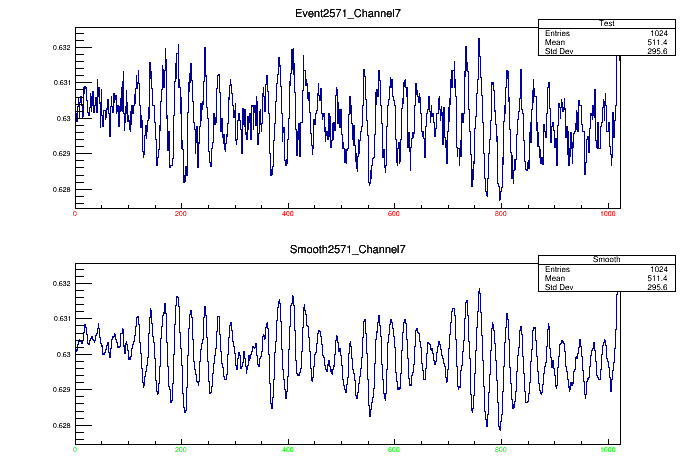 Event2571_Channel7
Test
Entries 1024
Mean 511.4
Std Dev 295.6
0.632
0.631
0.63
0.629
0.628
0 200 400 600 800 1000
Smooth2571_Channel7
Smooth
Entries 1024
Mean 511.4
Std Dev 295.6
0.632
0.631
0.63
0.629
0.628
0 200 400 600 800 1000